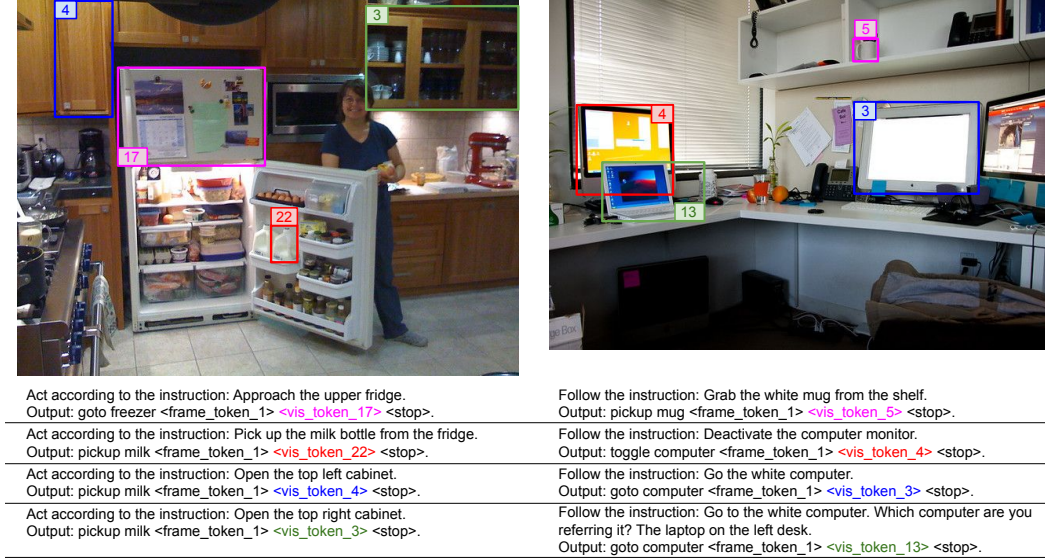 4
3
17
22
5
4
3
13
Act according to the instruction: Approach the upper fridge.
Output: goto freezer <frame_token_1> <vis_token_17> <stop>.
Act according to the instruction: Pick up the milk bottle from the fridge.
Output: pickup milk <frame_token_1> <vis_token_22> <stop>.
Act according to the instruction: Open the top left cabinet.
Output: pickup milk <frame_token_1> <vis_token_4> <stop>.
Act according to the instruction: Open the top right cabinet.
Output: pickup milk <frame_token_1> <vis_token_3> <stop>.
Follow the instruction: Grab the white mug from the shelf.
Output: pickup mug <frame_token_1> <vis_token_5> <stop>.
Follow the instruction: Deactivate the computer monitor.
Output: toggle computer <frame_token_1> <vis_token_4> <stop>.
Follow the instruction: Go the white computer.
Output: goto computer <frame_token_1> <vis_token_3> <stop>.
Follow the instruction: Go to the white computer. Which computer are you
referring it? The laptop on the left desk.
Output: goto computer <frame_token_1> <vis_token_13> <stop>.